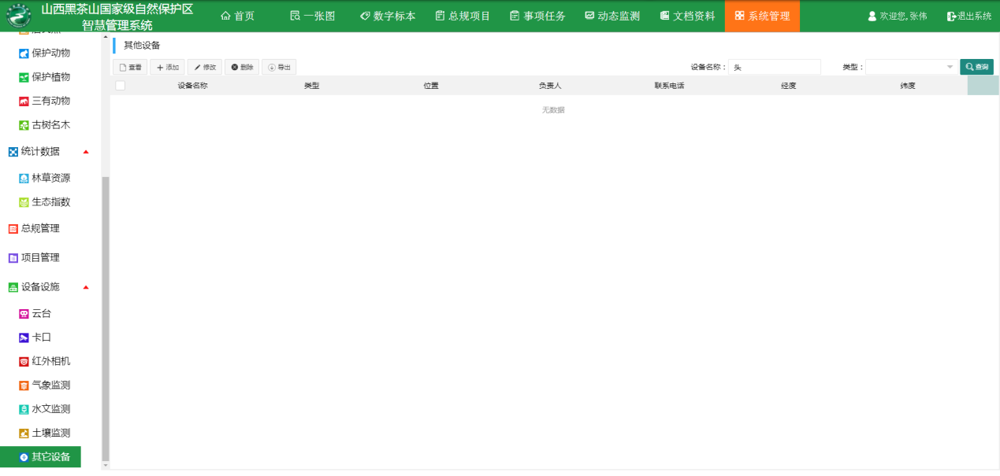 山西黑茶山国家级自然保护区
智慧管理系统
首页
一张图
数字标本
总规项目
事项任务
动态监测
文档资料
系统管理
欢迎您, 张伟
退出系统
保护动物
保护植物
三有动物
古树名木
统计数据
林草资源
生态指数
总规管理
项目管理
设备设施
云台
卡口
红外相机
气象监测
水文监测
土壤监测
其它设备
其他设备
查看
添加
修改
删除
导出
设备名称： 头
类型：
查询
设备名称 类型 位置 负责人 联系电话 经度 纬度
无数据